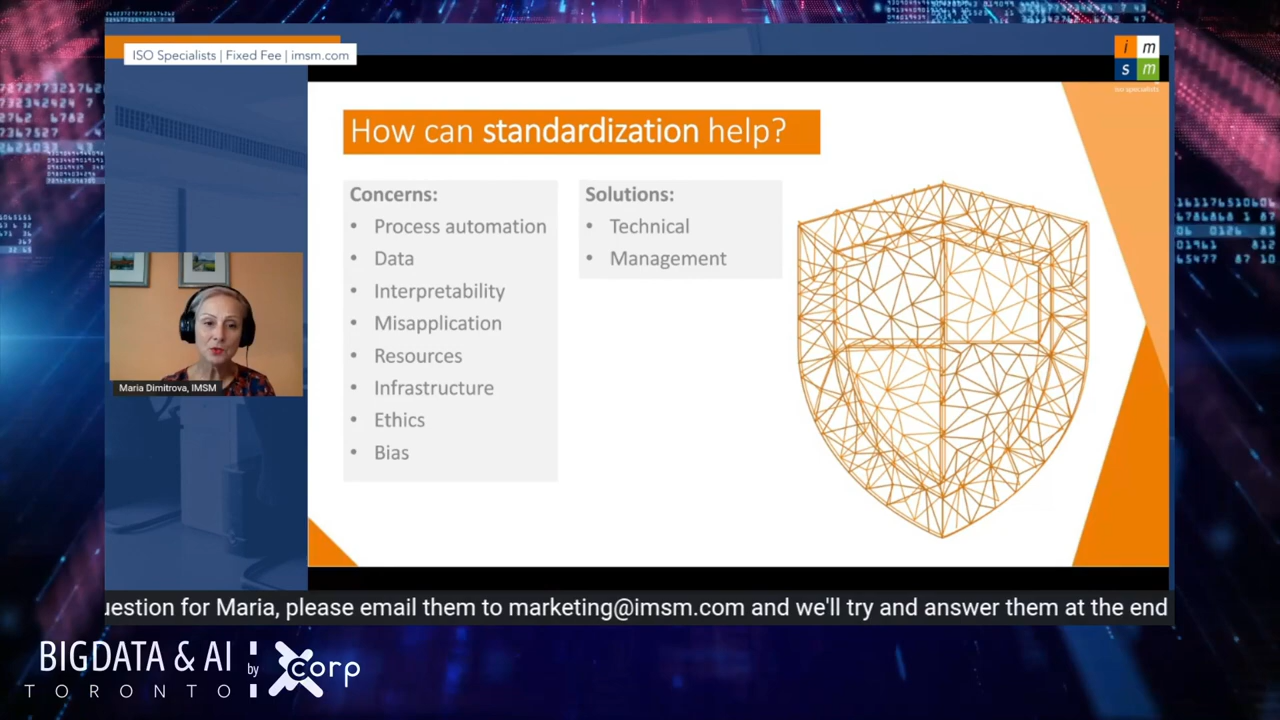 ISO Specialists | Fixed Fee | imsm.com
i m
s m
iso specialists
How can standardization help?
Concerns:
• Process automation
• Data
• Interpretability
• Misapplication
• Resources
• Infrastructure
• Ethics
• Bias
Solutions:
• Technical
• Management
Maria Dimitrova, IMSM
uestion for Maria, please email them to marketing@imsm.com and we'll try and answer them at the end
BIGDATA & AI
TORONTO
by
corp